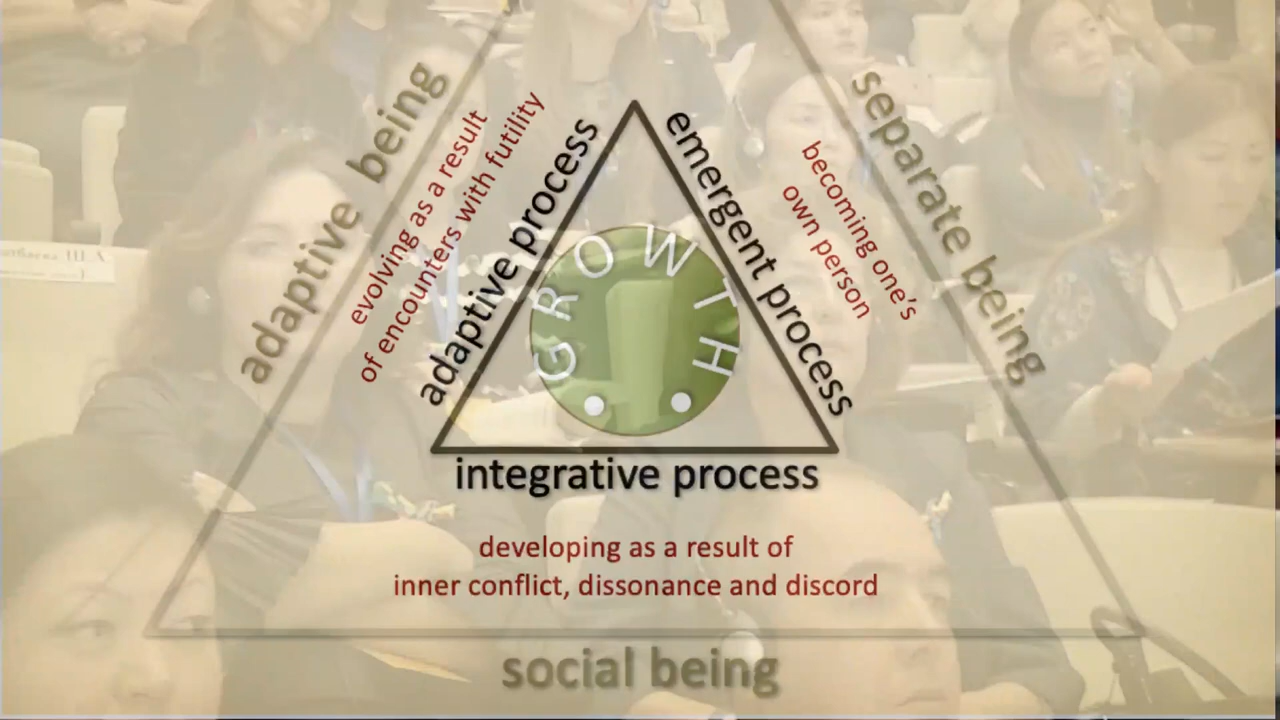 adaptive being
evolving as a result
of encounters with futility
adaptive process
GROWTH
emergent process
becoming one's
own person
separate being
integrative process
developing as a result of
inner conflict, dissonance and discord
social being